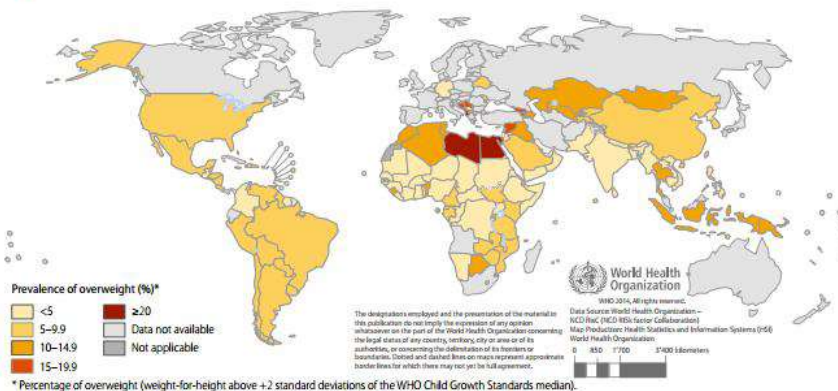 Prevalence of overweight (%)*
<5
5–9.9
10–14.9
15–19.9
≥20
Data not available
Not applicable
The designations employed and the presentation of the material in
this publication do not imply the expression of any opinion
whatsoever on the part of the World Health Organization concerning
the legal status of any country, territory, city or area or of its
authorities, or concerning the delimitation of its frontiers or
boundaries. Dotted and dashed lines on maps represent approximate
border lines for which there may not yet be full agreement.
World Health
Organization
WHO 2014, All rights reserved.
Data Source: World Health Organization –
NCD RisC (NCD RISk factor Collaboration)
Map Production: Health Statistics and Information Systems (HSI)
World Health Organization
0 850 1'700 3'400 kilometers
* Percentage of overweight (weight-for-height above +2 standard deviations of the WHO Child Growth Standards median).